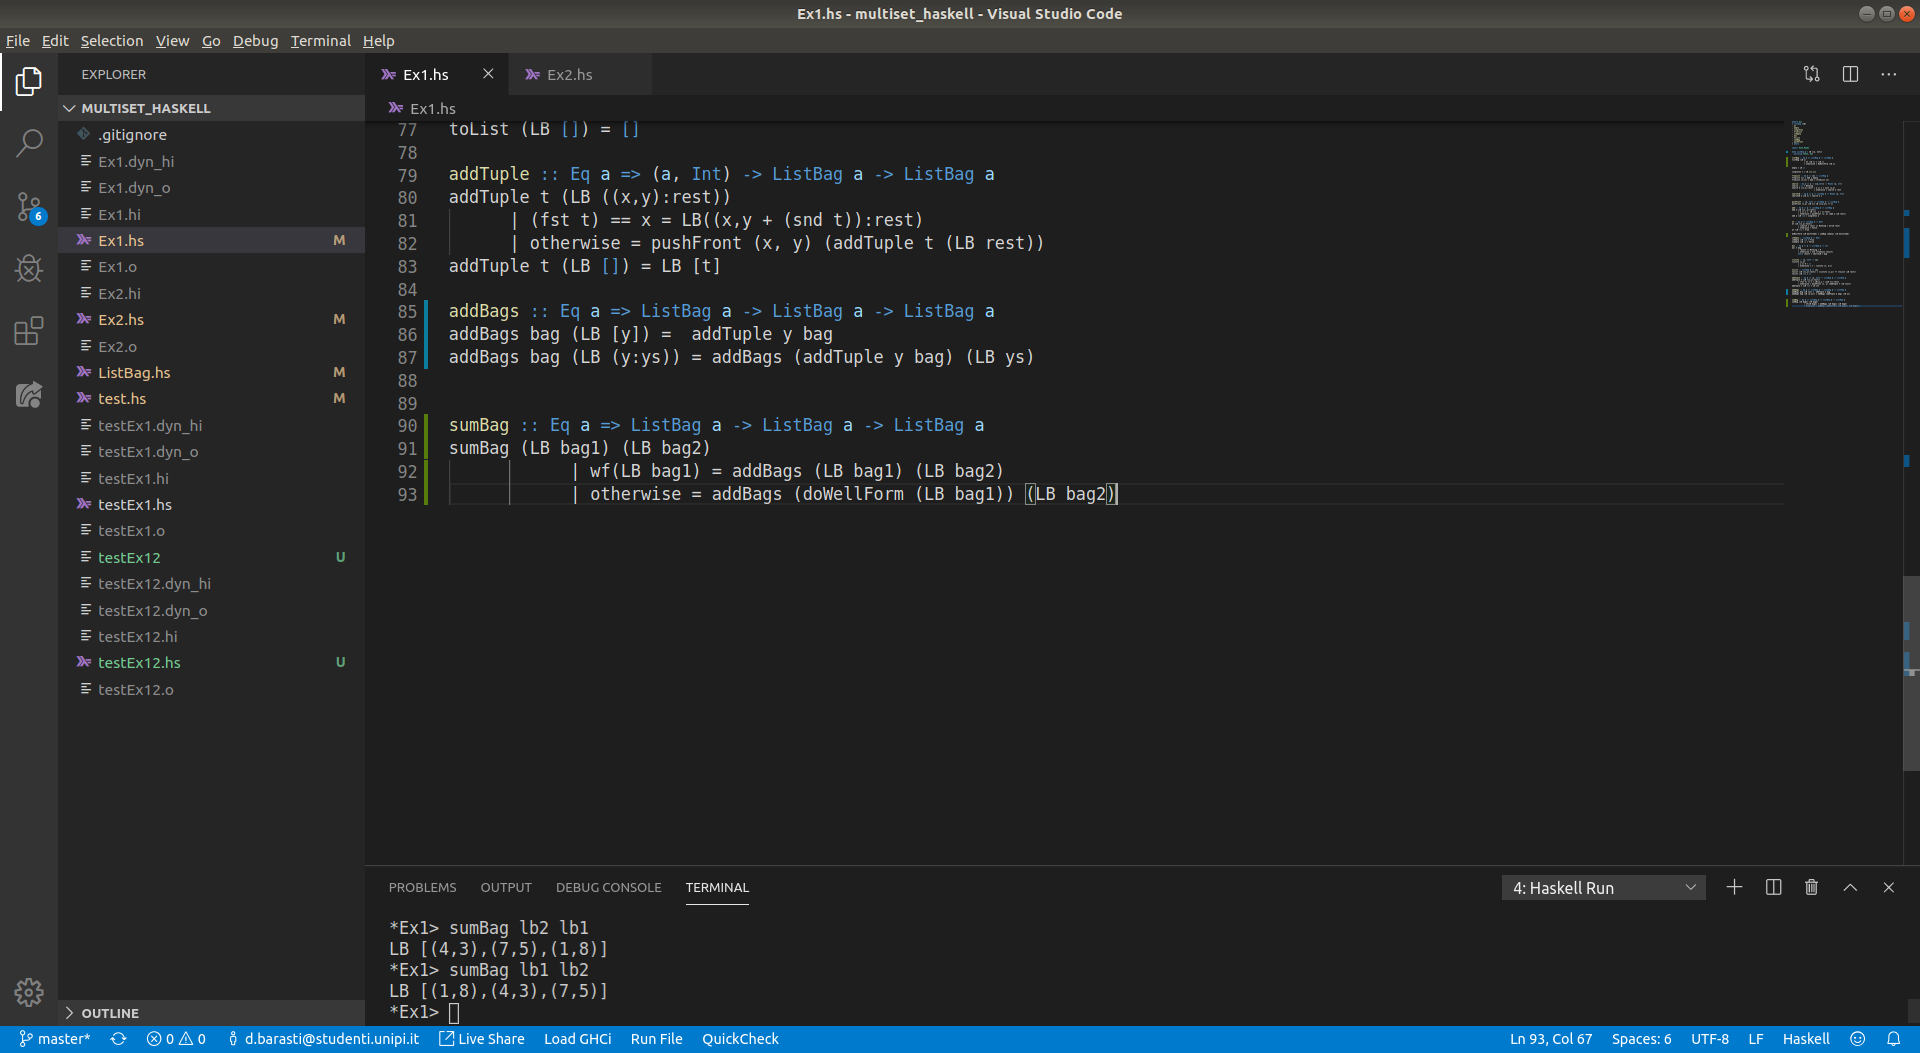 Ex1.hs - multiset_haskell - Visual Studio Code
File Edit Selection View Go Debug Terminal Help
EXPLORER
MULTISET_HASKELL
.gitignore
Ex1.dyn_hi
Ex1.dyn_o
Ex1.hi
Ex1.hs M
Ex1.o
Ex2.hi
Ex2.hs M
Ex2.o
ListBag.hs M
test.hs M
testEx1.dyn_hi
testEx1.dyn_o
testEx1.hi
testEx1.hs
testEx1.o
testEx12 U
testEx12.dyn_hi
testEx12.dyn_o
testEx12.hi
testEx12.hs U
testEx12.o
OUTLINE
6
Ex1.hs Ex2.hs
Ex1.hs
77 toList (LB []) = []
78
79 addTuple :: Eq a => (a, Int) -> ListBag a -> ListBag a
80 addTuple t (LB ((x,y):rest))
81 | (fst t) == x = LB((x,y + (snd t)):rest)
82 | otherwise = pushFront (x, y) (addTuple t (LB rest))
83 addTuple t (LB []) = LB [t]
84
85 addBags :: Eq a => ListBag a -> ListBag a -> ListBag a
86 addBags bag (LB [y]) =  addTuple y bag
87 addBags bag (LB (y:ys)) = addBags (addTuple y bag) (LB ys)
88
89
90 sumBag :: Eq a => ListBag a -> ListBag a -> ListBag a
91 sumBag (LB bag1) (LB bag2)
92 | wf(LB bag1) = addBags (LB bag1) (LB bag2)
93 | otherwise = addBags (doWellForm (LB bag1)) (LB bag2)
PROBLEMS OUTPUT DEBUG CONSOLE TERMINAL 4: Haskell Run
*Ex1> sumBag lb2 lb1
LB [(4,3),(7,5),(1,8)]
*Ex1> sumBag lb1 lb2
LB [(1,8),(4,3),(7,5)]
*Ex1>
master* 0 0 d.barasti@studenti.unipi.it Live Share Load GHCi Run File QuickCheck Ln 93, Col 67 Spaces: 6 UTF-8 LF Haskell